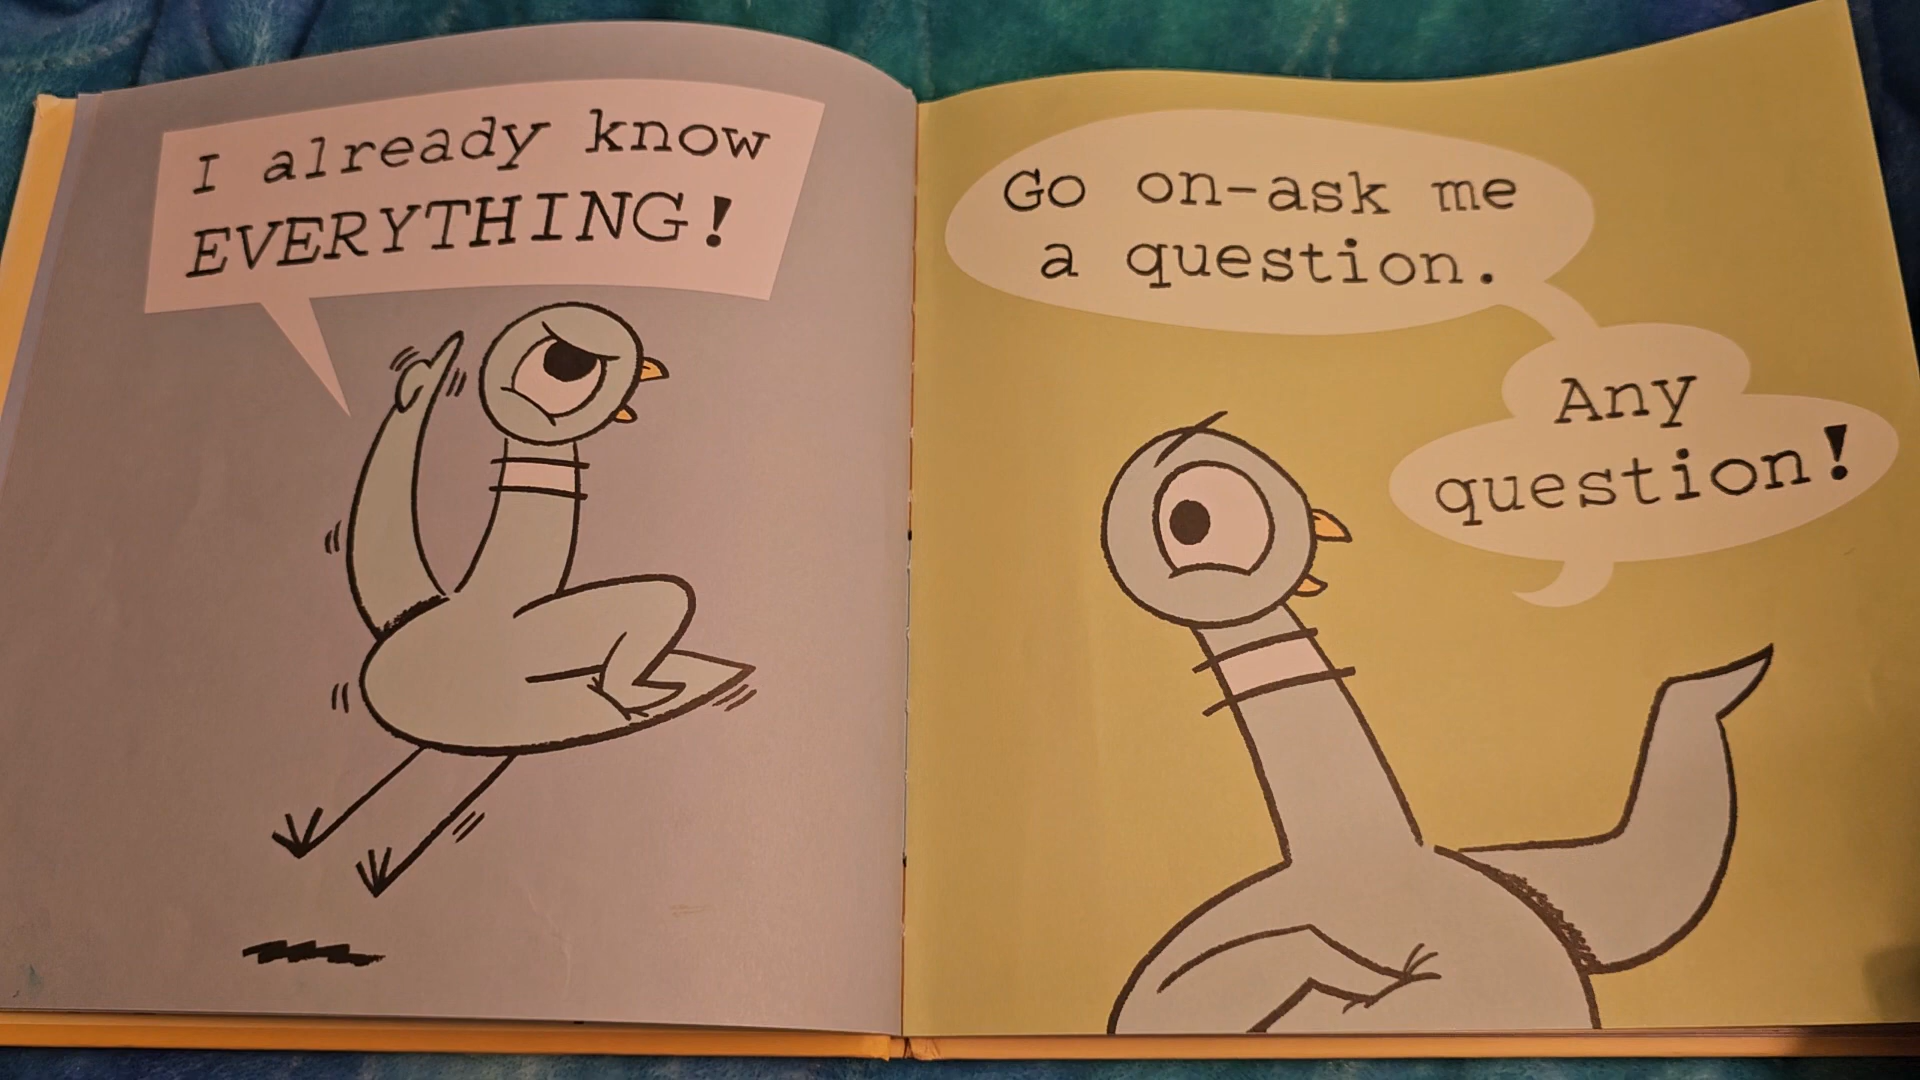 I already know
EVERYTHING!
Go on-ask me
a question.
Any
question!